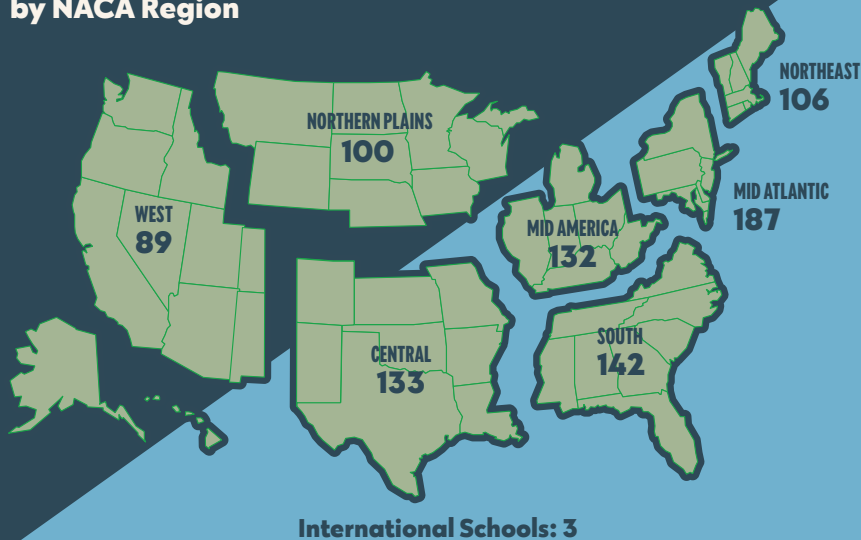 by NACA Region
NORTHEAST
106
NORTHERN PLAINS
100
MID ATLANTIC
187
WEST
89
MID AMERICA
132
SOUTH
142
CENTRAL
133
International Schools: 3